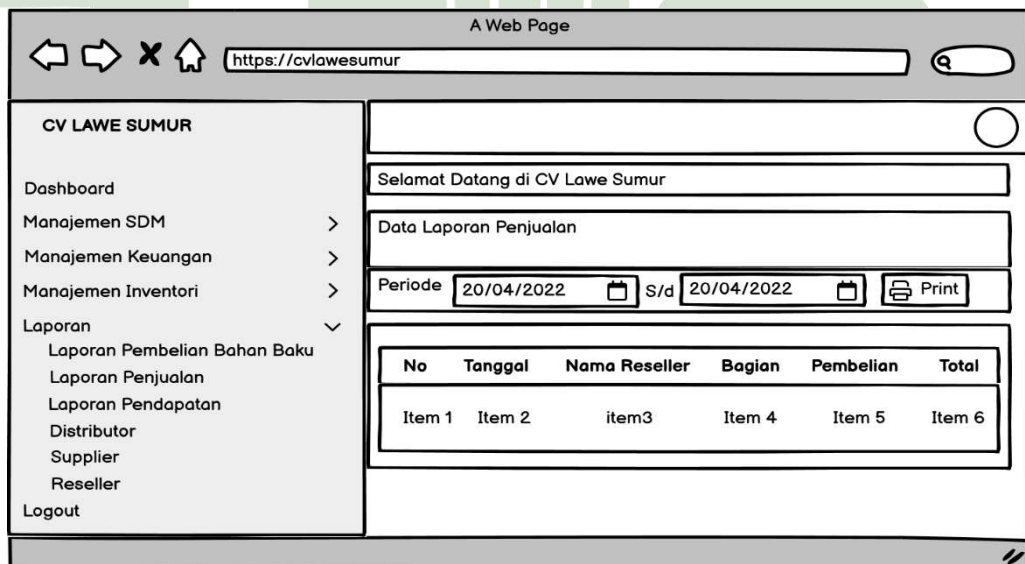 A Web Page
https://cvlawesumur
CV LAWE SUMUR
Dashboard
Manajemen SDM
Manajemen Keuangan
Manajemen Inventori
Laporan
Laporan Pembelian Bahan Baku
Laporan Penjualan
Laporan Pendapatan
Distributor
Supplier
Reseller
Logout
Selamat Datang di CV Lawe Sumur
Data Laporan Penjualan
Periode 20/04/2022 S/d 20/04/2022 Print
No Tanggal Nama Reseller Bagian Pembelian Total
Item 1 Item 2 item3 Item 4 Item 5 Item 6